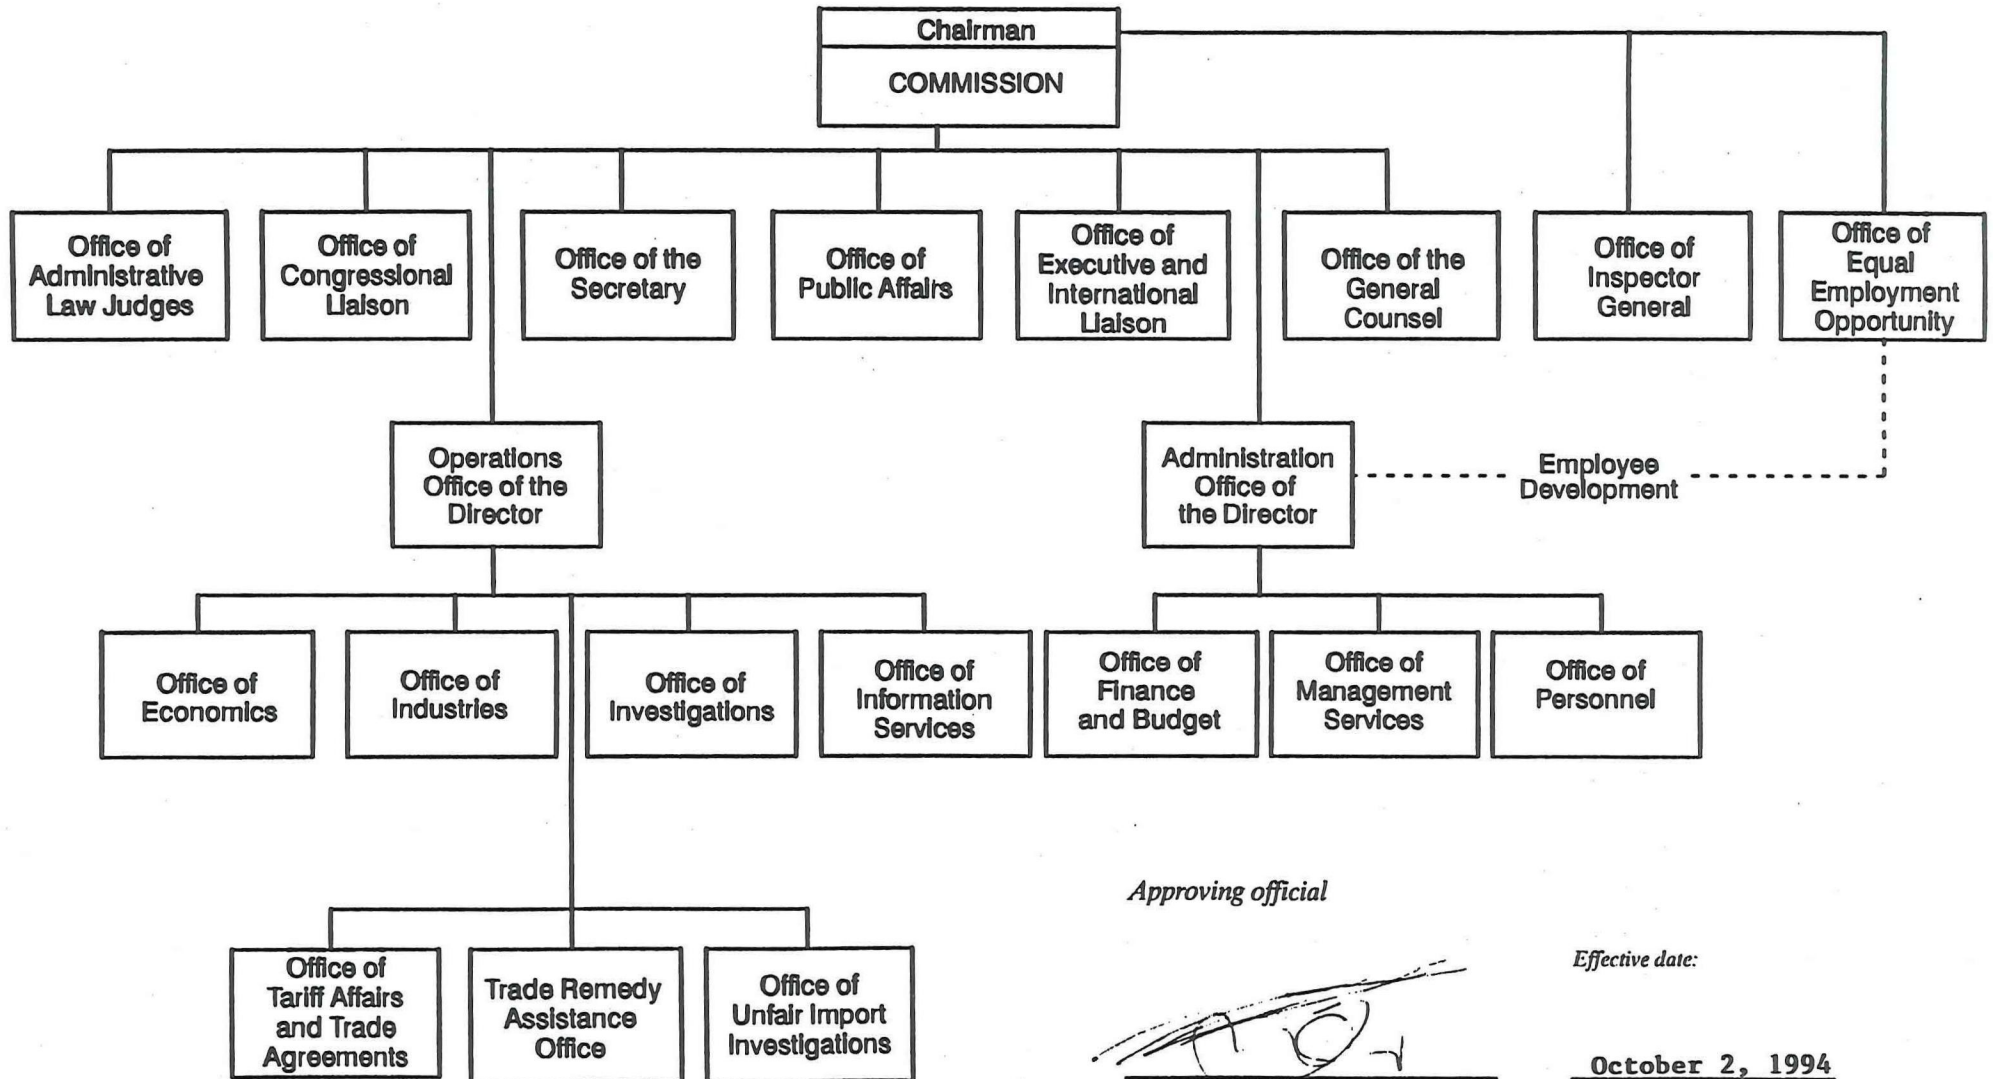 Chairman
COMMISSION
Office of
Administrative
Law Judges
Office of
Congressional
Liaison
Office of the
Secretary
Office of
Public Affairs
Office of
Executive and
International
Liaison
Office of the
General
Counsel
Office of
Inspector
General
Office of
Equal
Employment
Opportunity
Operations
Office of the
Director
Administration
Office of
the Director
Employee
Development
Office of
Economics
Office of
Industries
Office of
Investigations
Office of
Information
Services
Office of
Finance
and Budget
Office of
Management
Services
Office of
Personnel
Office of
Tariff Affairs
and Trade
Agreements
Trade Remedy
Assistance
Office
Office of
Unfair Import
Investigations
Approving official
Effective date:
October 2, 1994